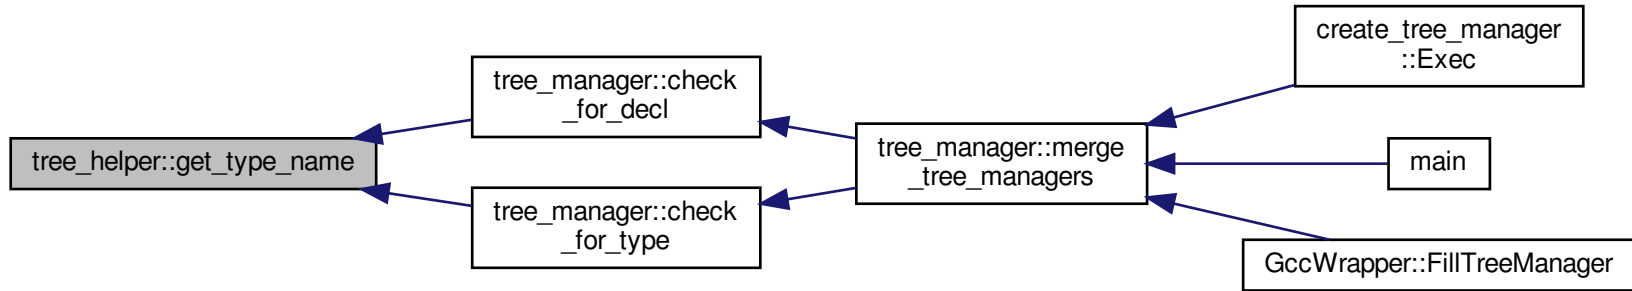 tree_helper::get_type_name
tree_manager::check
_for_decl
tree_manager::check
_for_type
tree_manager::merge
_tree_managers
create_tree_manager
::Exec
main
GccWrapper::FillTreeManager